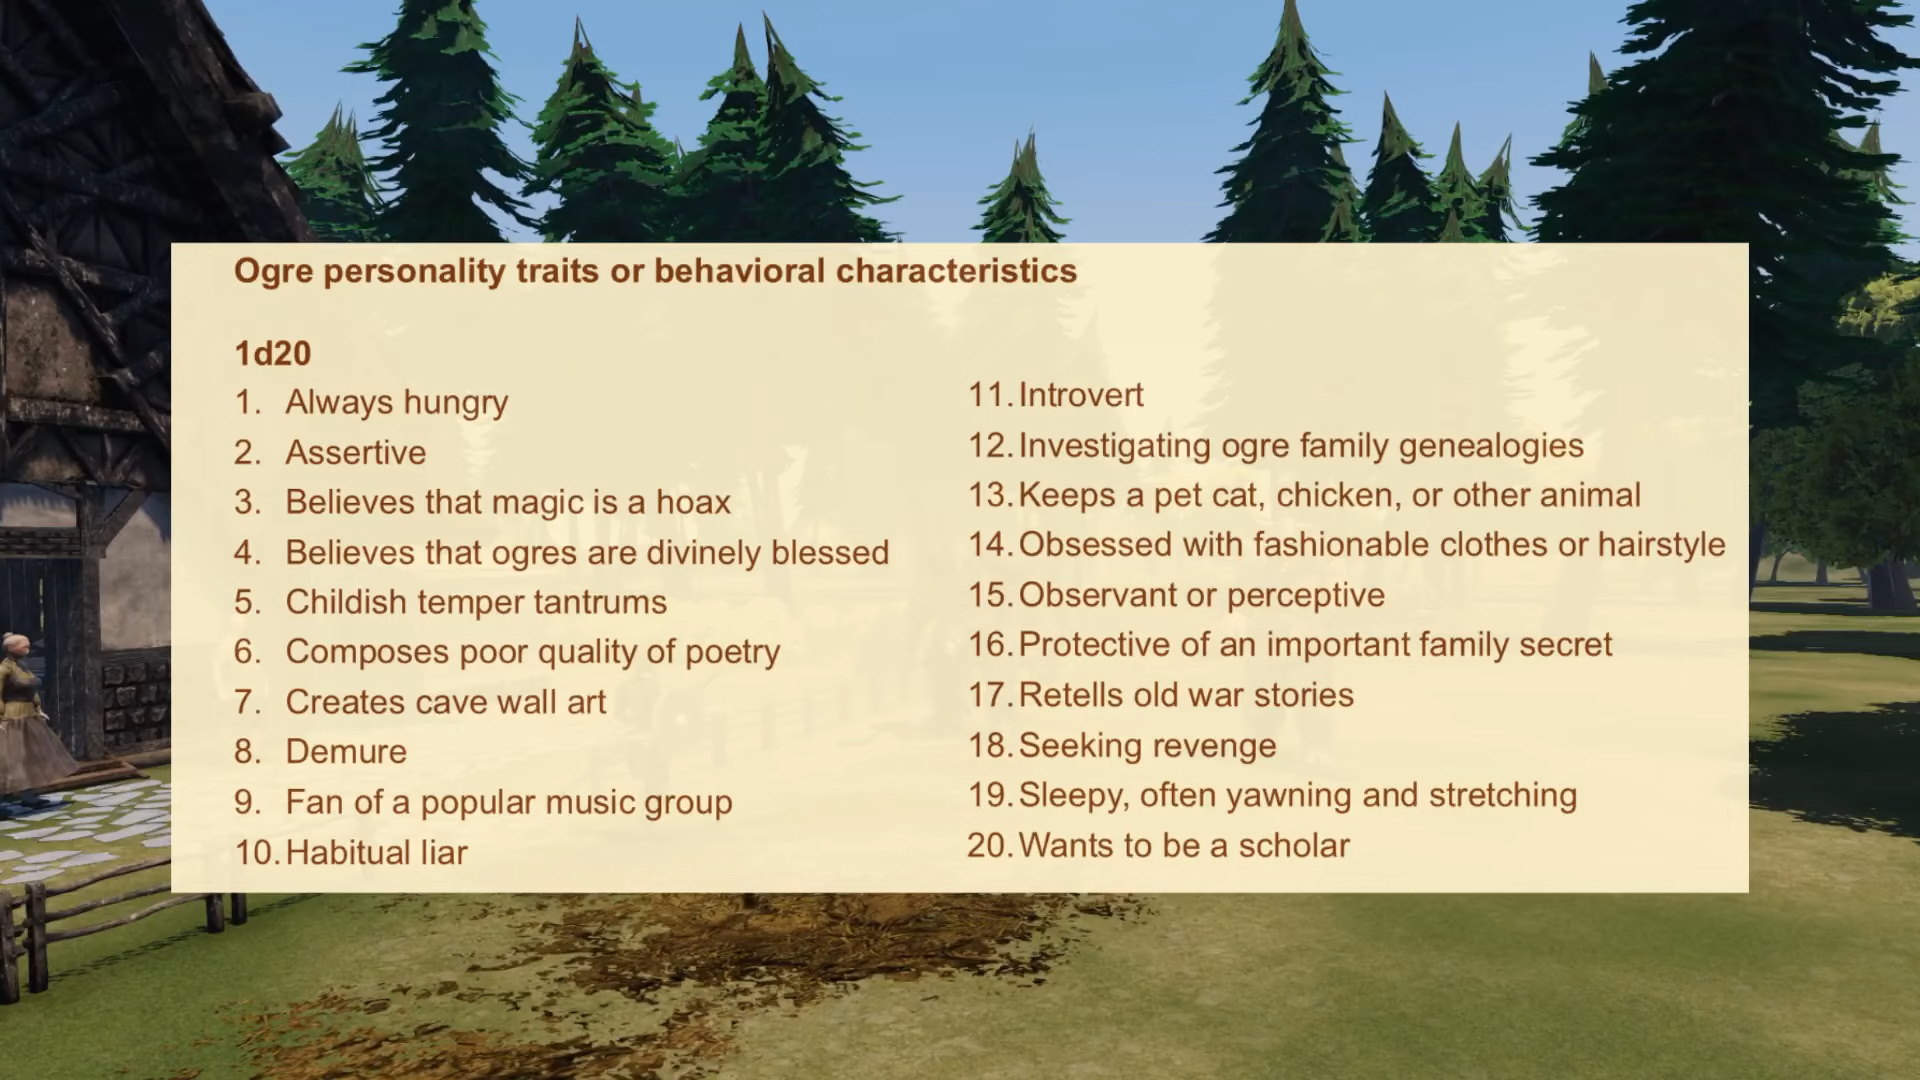 Ogre personality traits or behavioral characteristics
1d20
1. Always hungry
2. Assertive
3. Believes that magic is a hoax
4. Believes that ogres are divinely blessed
5. Childish temper tantrums
6. Composes poor quality of poetry
7. Creates cave wall art
8. Demure
9. Fan of a popular music group
10. Habitual liar
11. Introvert
12. Investigating ogre family genealogies
13. Keeps a pet cat, chicken, or other animal
14. Obsessed with fashionable clothes or hairstyle
15. Observant or perceptive
16. Protective of an important family secret
17. Retells old war stories
18. Seeking revenge
19. Sleepy, often yawning and stretching
20. Wants to be a scholar